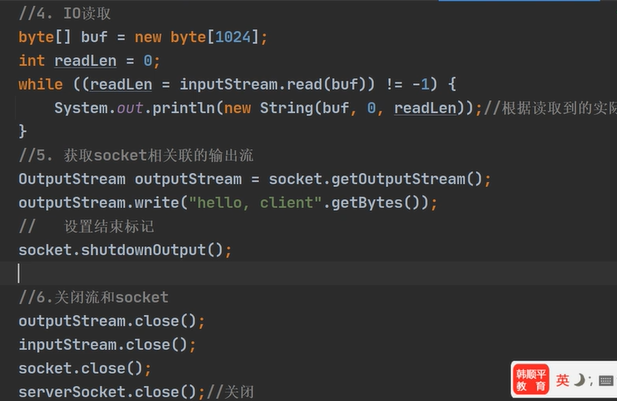 //4. IO读取
byte[] buf = new byte[1024];
int readLen = 0;
while ((readLen = inputStream.read(buf)) != -1) {
    System.out.println(new String(buf, 0, readLen));//根据读取到的实际
}
//5. 获取socket相关联的输出流
OutputStream outputStream = socket.getOutputStream();
outputStream.write("hello, client".getBytes());
//   设置结束标记
socket.shutdownOutput();
//6.关闭流和socket
outputStream.close();
inputStream.close();
socket.close();
serverSocket.close();//关闭
韩顺平
教 育
英